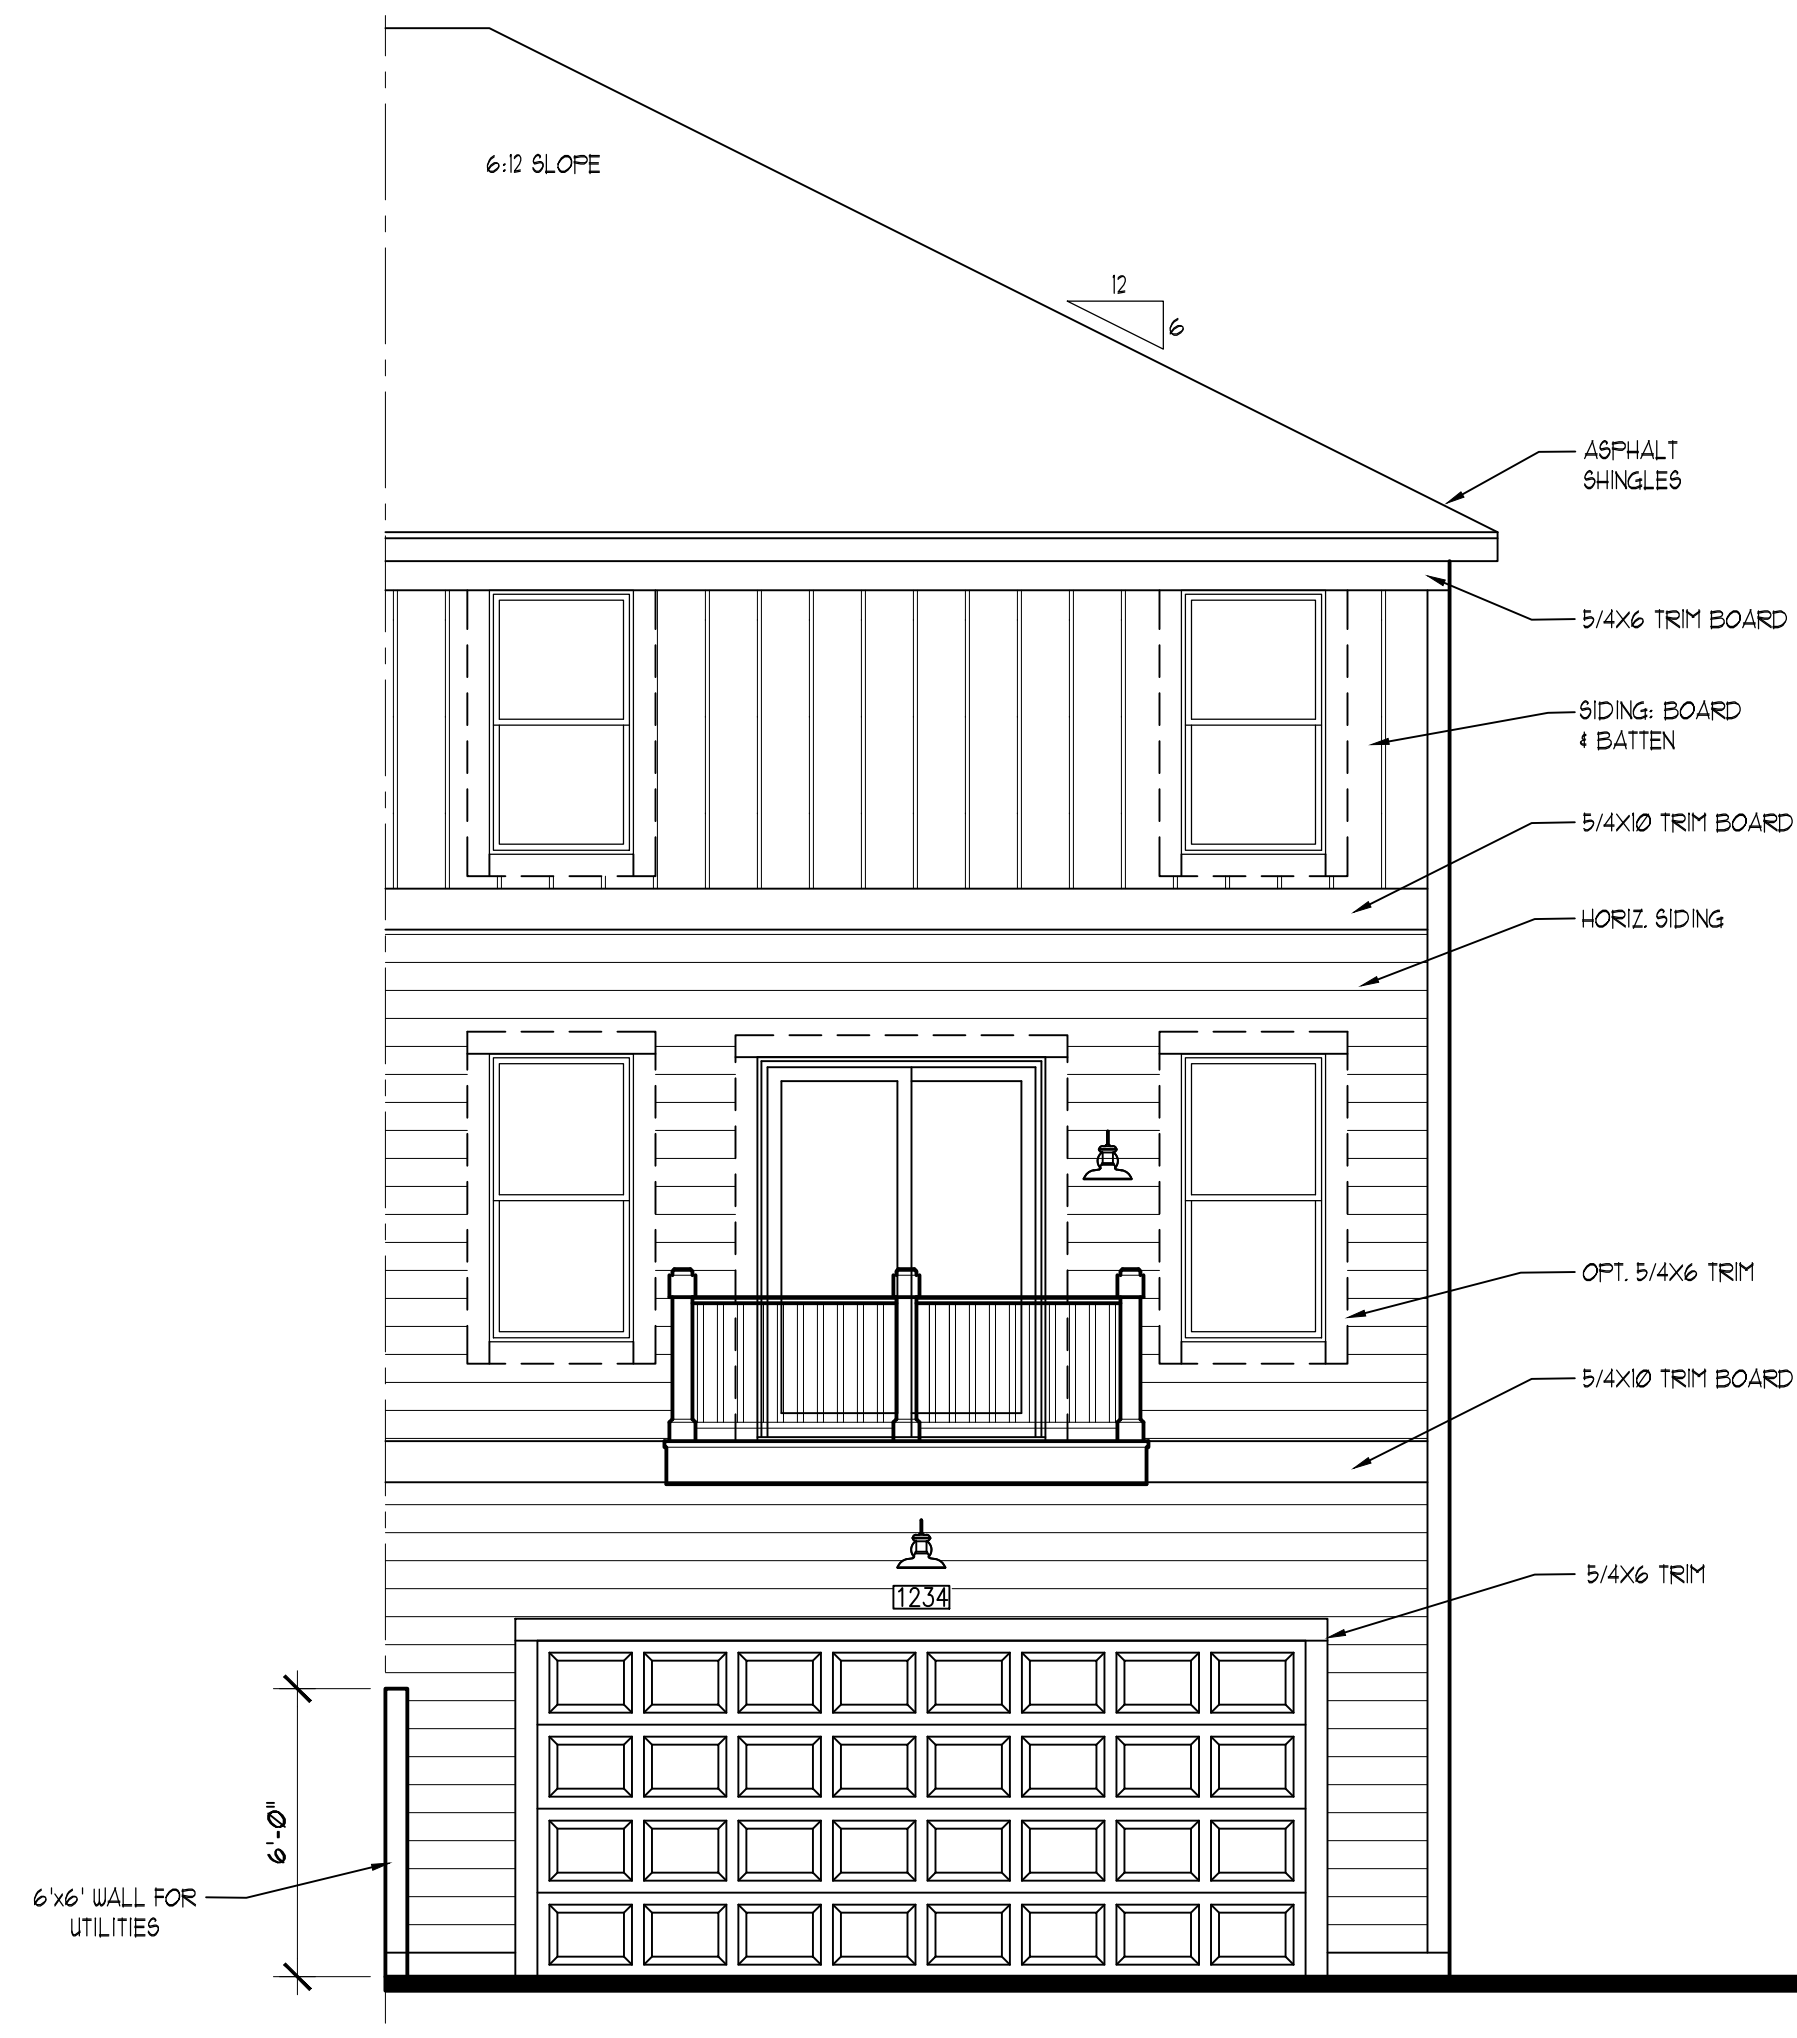 6:12 SLOPE
12
6
ASPHALT
SHINGLES
5/4X6 TRIM BOARD
SIDING: BOARD
& BATTEN
5/4X10 TRIM BOARD
HORIZ. SIDING
OPT. 5/4X6 TRIM
5/4X10 TRIM BOARD
5/4X6 TRIM
1234
6'-0"
6'x6' WALL FOR
UTILITIES